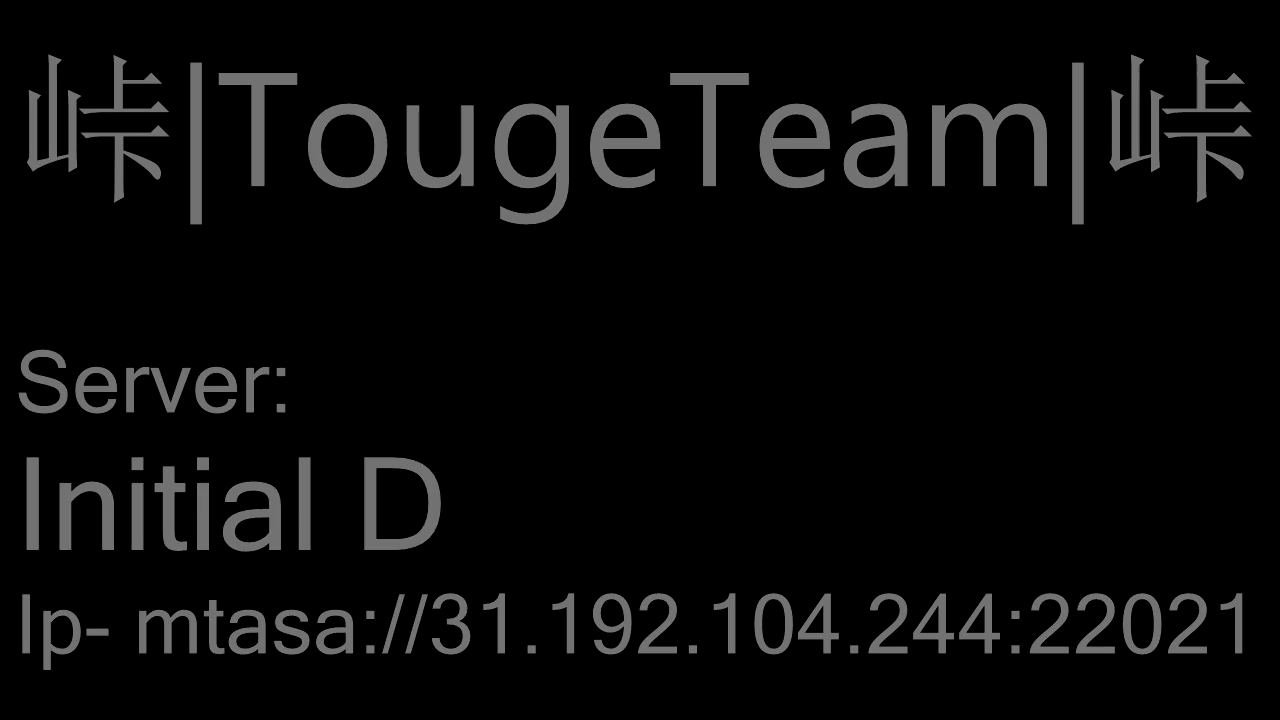 峠|TougeTeam|峠
Server:
Initial D
Ip- mtasa://31.192.104.244:22021